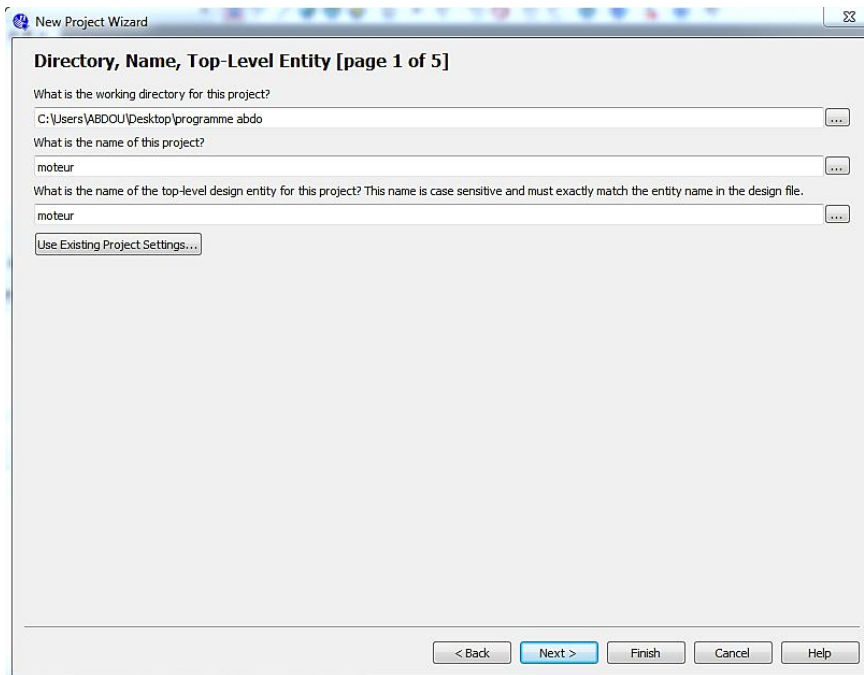 New Project Wizard
Directory, Name, Top-Level Entity [page 1 of 5]
What is the working directory for this project?
C:\Users\ABDOU\Desktop\programme abdo
...
What is the name of this project?
moteur
...
What is the name of the top-level design entity for this project? This name is case sensitive and must exactly match the entity name in the design file.
moteur
...
Use Existing Project Settings...
< Back Next > Finish Cancel Help